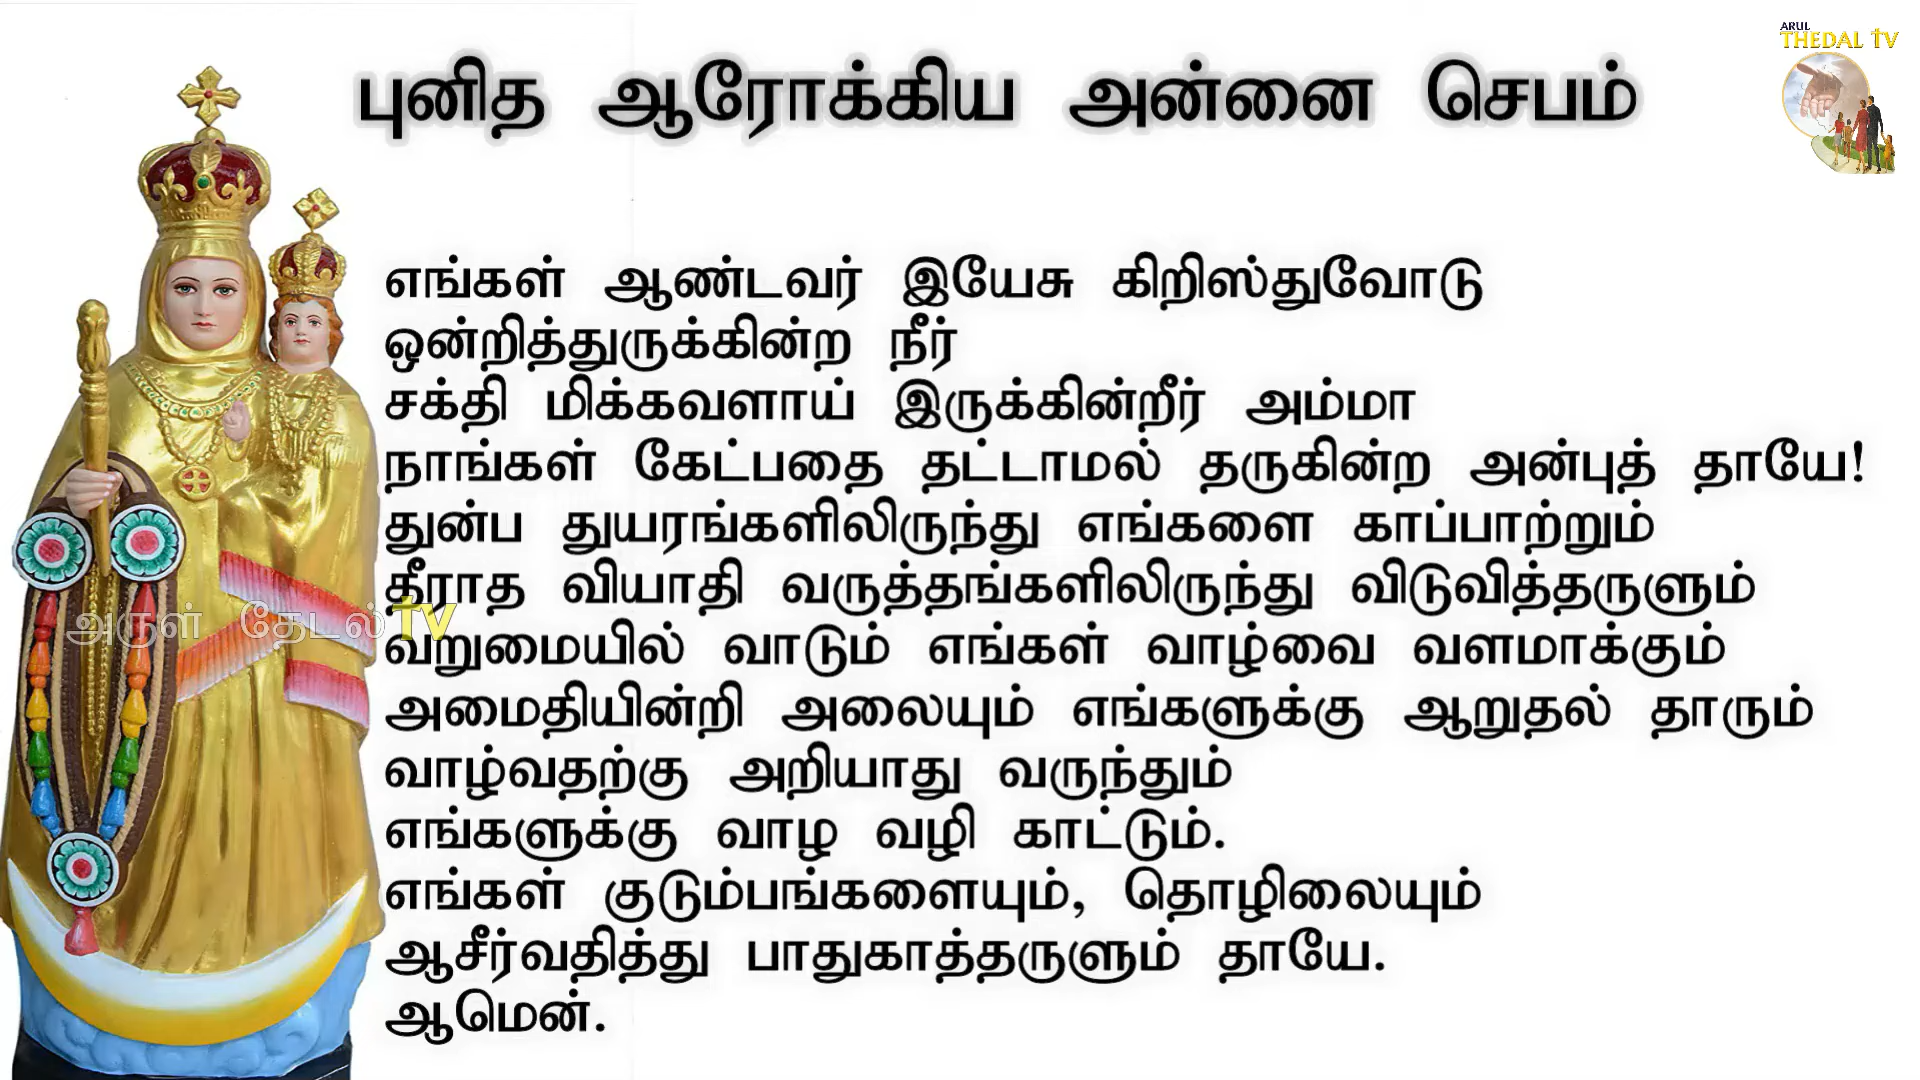 ARUL
THEDAL TV
புனித ஆரோக்கிய அன்னை செபம்
எங்கள் ஆண்டவர் இயேசு கிறிஸ்துவோடு
ஒன்றித்துருக்கின்ற நீர்
சக்தி மிக்கவளாய் இருக்கின்றீர் அம்மா
நாங்கள் கேட்பதை தட்டாமல் தருகின்ற அன்புத் தாயே!
துன்ப துயரங்களிலிருந்து எங்களை காப்பாற்றும்
தீராத வியாதி வருத்தங்களிலிருந்து விடுவித்தருளும்
அருள் தேடல் TV
வறுமையில் வாடும் எங்கள் வாழ்வை வளமாக்கும்
அமைதியின்றி அலையும் எங்களுக்கு ஆறுதல் தாரும்
வாழ்வதற்கு அறியாது வருந்தும்
எங்களுக்கு வாழ வழி காட்டும்.
எங்கள் குடும்பங்களையும், தொழிலையும்
ஆசீர்வதித்து பாதுகாத்தருளும் தாயே.
ஆமென்.